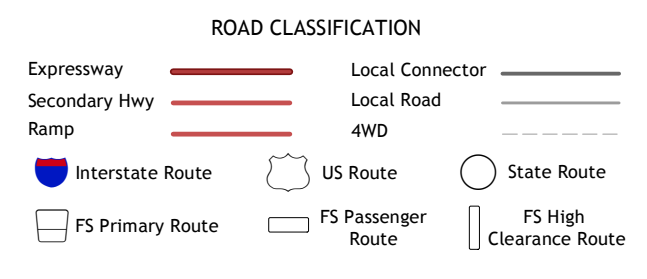 ROAD CLASSIFICATION
Expressway
Local Connector
Secondary Hwy
Local Road
Ramp
4WD
Interstate Route
US Route
State Route
FS Primary Route
FS Passenger
Route
FS High
Clearance Route